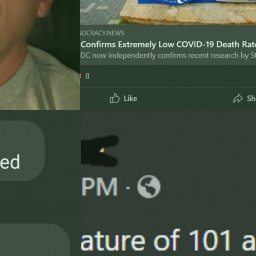 OCRACY.NEWS
Confirms Extremely Low COVID-19 Death Rat
DC now independently confirms recent research by S
8
Like
Sh
ed
PM ·
ature of 101 a